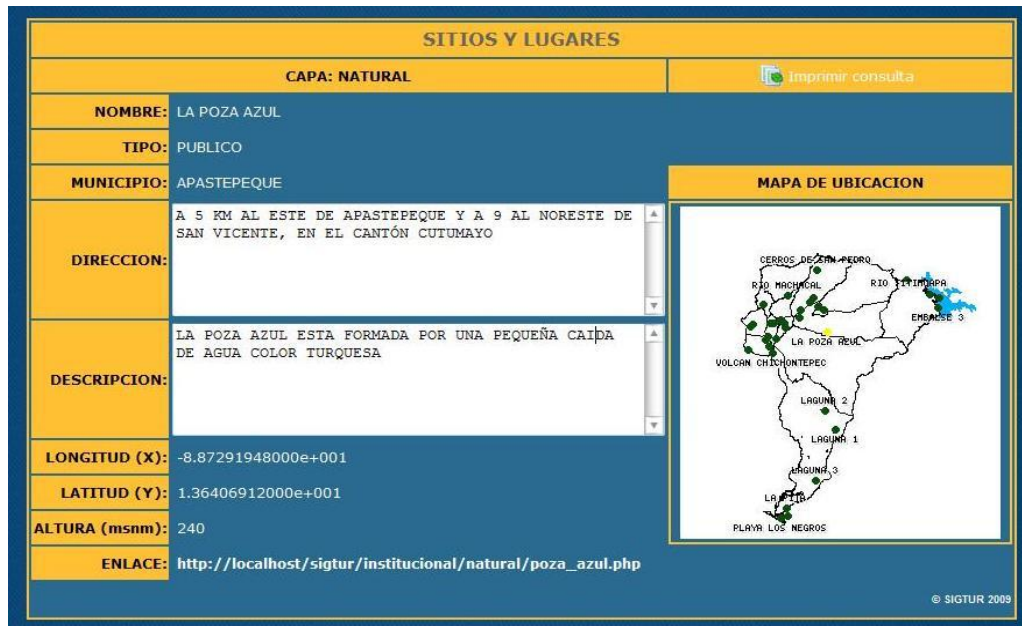 SITIOS Y LUGARES
CAPA: NATURAL
Imprimir consulta
NOMBRE: LA POZA AZUL
TIPO: PUBLICO
MUNICIPIO: APASTEPEQUE
MAPA DE UBICACION
DIRECCION: A 5 KM AL ESTE DE APASTEPEQUE Y A 9 AL NORESTE DE
SAN VICENTE, EN EL CANTÓN CUTUMAYO
DESCRIPCION: LA POZA AZUL ESTA FORMADA POR UNA PEQUEÑA CAIDA
DE AGUA COLOR TURQUESA
LONGITUD (X): -8.87291948000e+001
LATITUD (Y): 1.36406912000e+001
ALTURA (msnm): 240
ENLACE: http://localhost/sigtur/institucional/natural/poza_azul.php
CERROS DE SAN PEDRO
RIO MACHACAL
RIO TITIHUAPA
EMBALSE 3
LA POZA AZUL
VOLCAN CHICHONTEPEC
LAGUNA 2
LAGUNA 1
LAGUNA 3
LA PITA
PLAYA LOS NEGROS
© SIGTUR 2009